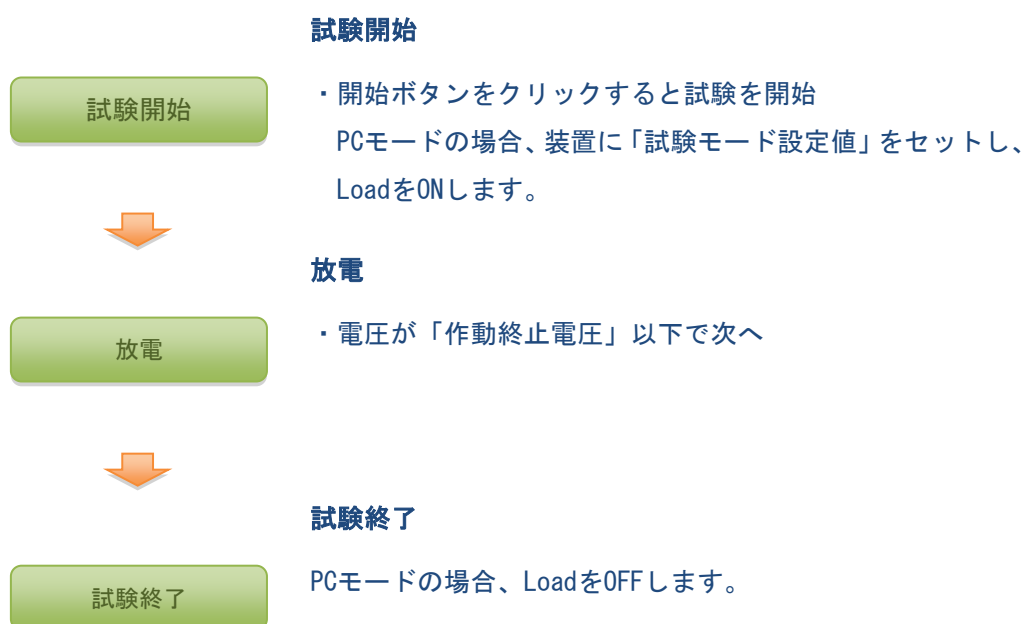 試験開始
試験開始
・開始ボタンをクリックすると試験を開始
PCモードの場合、装置に「試験モード設定値」をセットし、
LoadをONします。
放電
放電
・電圧が「作動終止電圧」以下で次へ
試験終了
試験終了
PCモードの場合、LoadをOFFします。